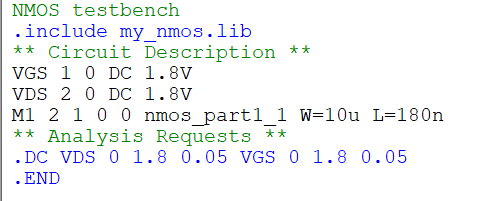 NMOS testbench
.include my_nmos.lib
** Circuit Description **
VGS 1 0 DC 1.8V
VDS 2 0 DC 1.8V
M1 2 1 0 0 nmos_part1_1 W=10u L=180n
** Analysis Requests **
.DC VDS 0 1.8 0.05 VGS 0 1.8 0.05
.END